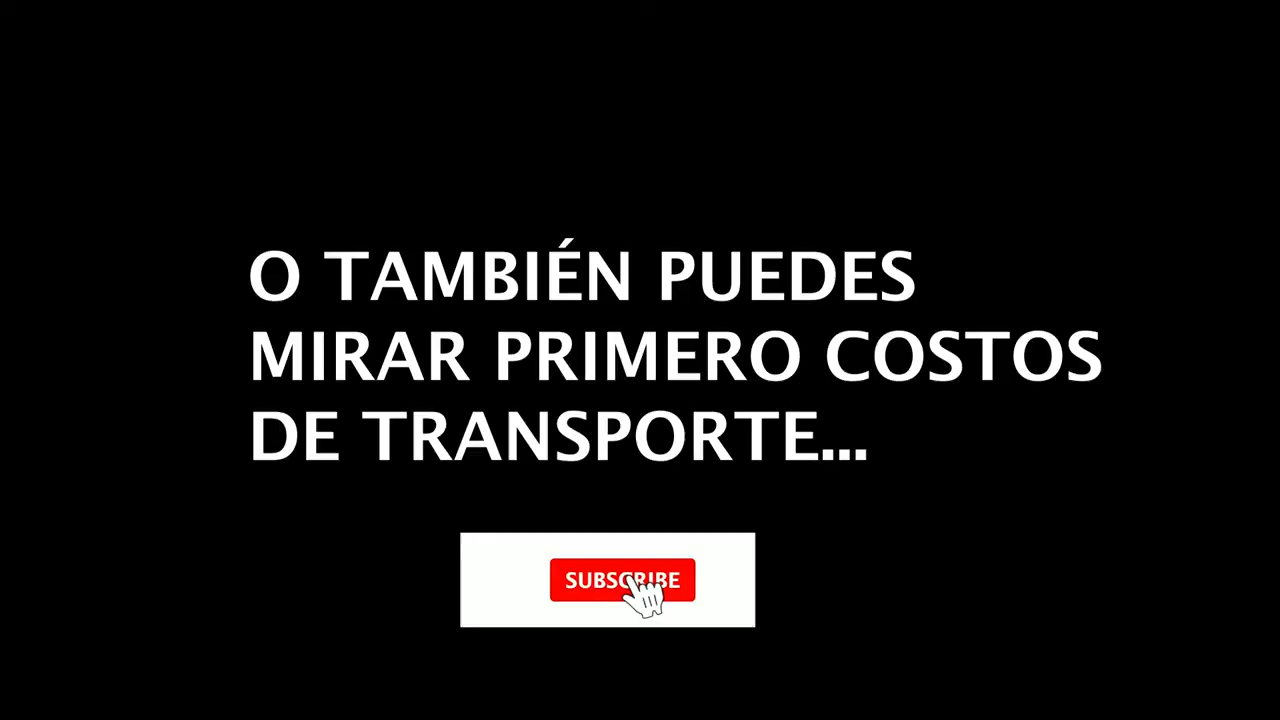 O TAMBIÉN PUEDES
MIRAR PRIMERO COSTOS
DE TRANSPORTE...
SUBSCRIBE